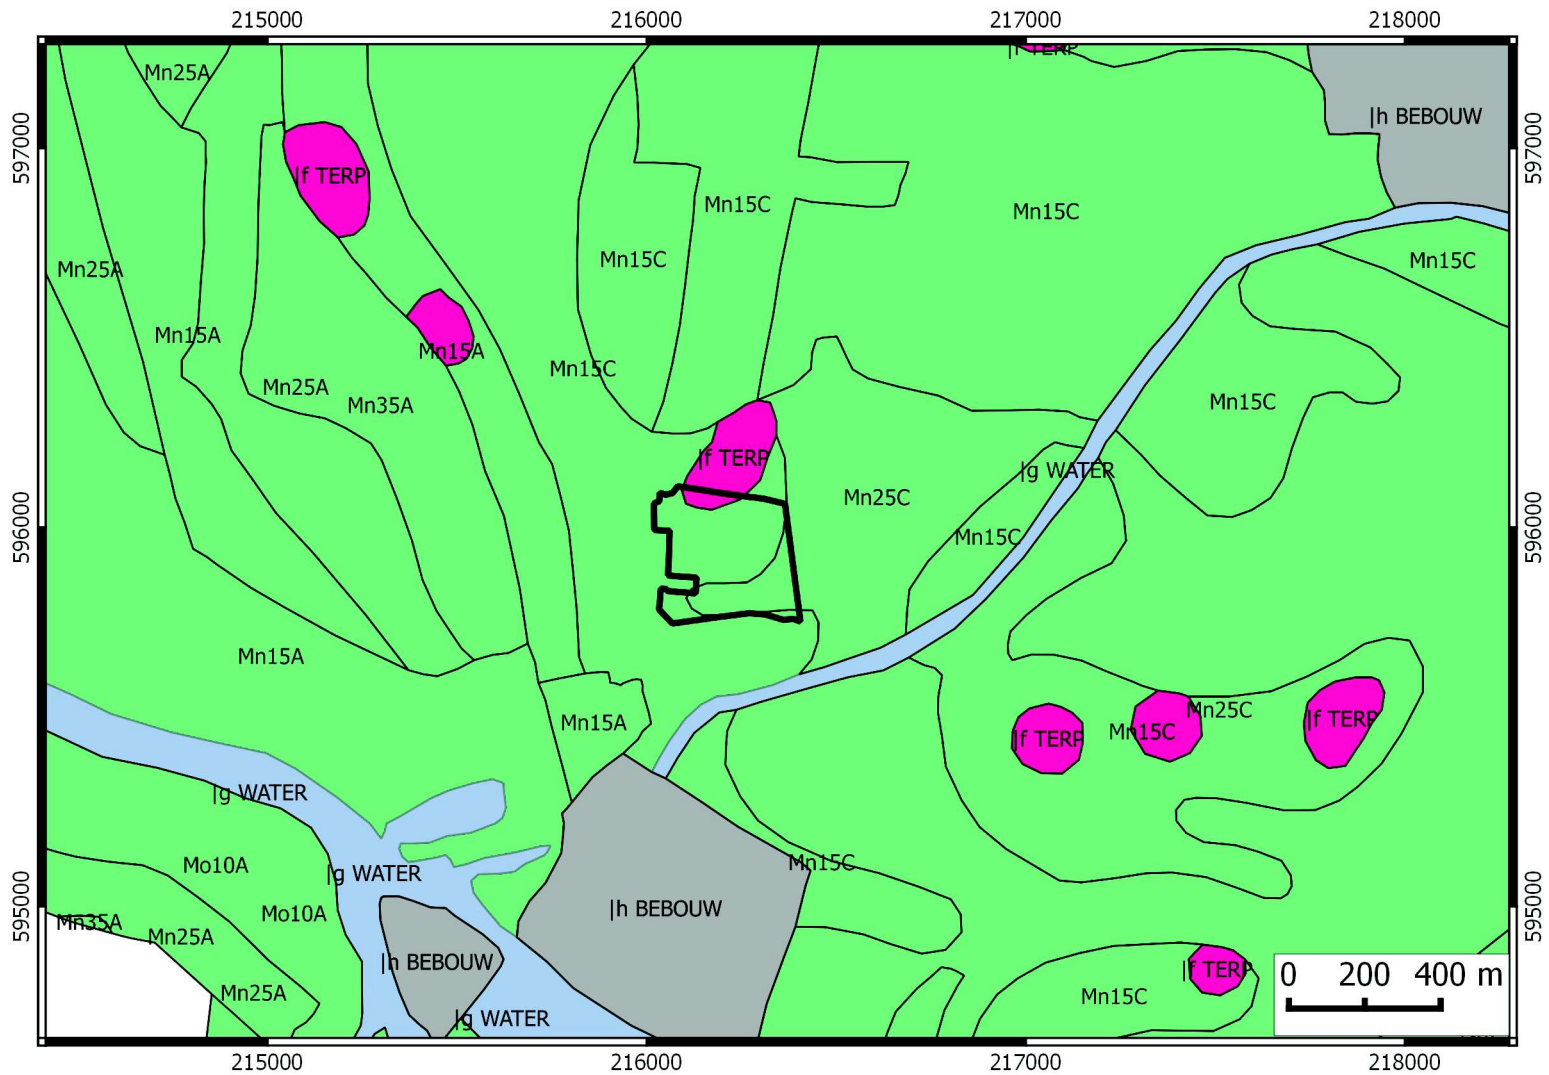 215000 216000 217000 218000
|f TERP
Mn25A
|h BEBOUW
597000 597000
|f TERP
Mn15C
Mn15C
Mn15C
Mn15C
Mn25A
Mn15A
Mn15A
Mn15C
Mn25A
Mn35A
Mn15C
|f TERP
|g WATER
Mn25C
596000 596000
Mn15C
Mn15A
Mn25C
Mn15A
Mn15C
|f TERP
|f TERP
|g WATER
Mn15C
Mo10A
|g WATER
|h BEBOUW
Mo10A
595000 595000
Mn35A
Mn25A
|h BEBOUW
|f TERP
Mn25A
Mn15C
|g WATER
0 200 400 m
215000 216000 217000 218000